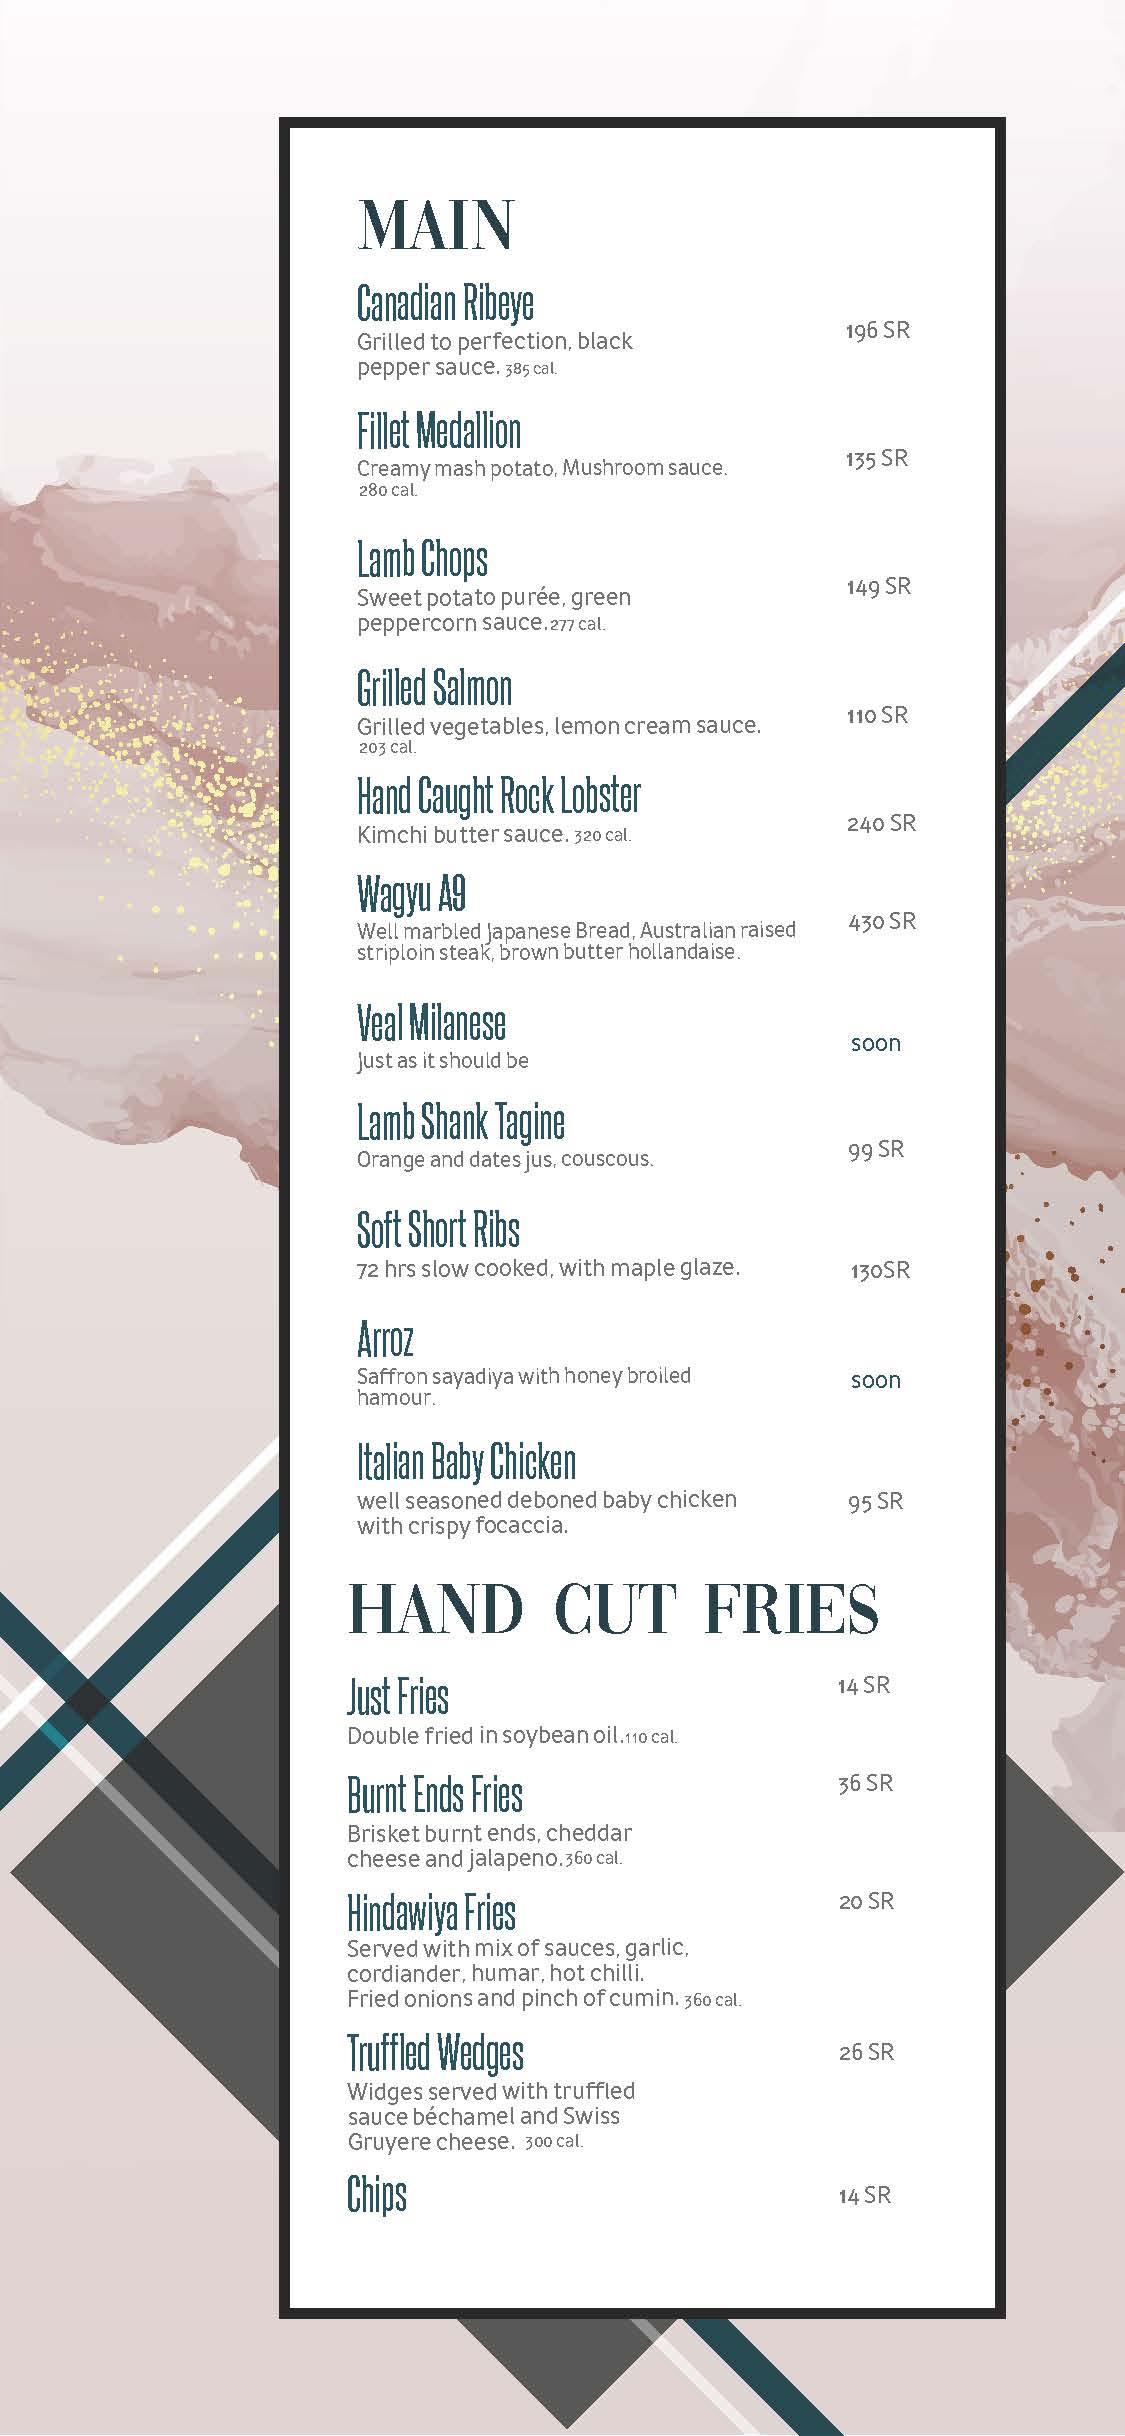 MAIN
Canadian Ribeye
Grilled to perfection, black
pepper sauce. 385 cal.
196 SR
Fillet Medallion
Creamy mash potato, Mushroom sauce.
280 cal.
135 SR
Lamb Chops
Sweet potato purée, green
peppercorn sauce.277 cal.
149 SR
Grilled Salmon
Grilled vegetables, lemon cream sauce.
203 cal.
110 SR
Hand Caught Rock Lobster
Kimchi butter sauce. 320 cal.
240 SR
Wagyu A9
Well marbled Japanese Bread, Australian raised
striploin steak, brown butter hollandaise.
430 SR
Veal Milanese
Just as it should be
soon
Lamb Shank Tagine
Orange and dates jus, couscous.
99 SR
Soft Short Ribs
72 hrs slow cooked, with maple glaze.
130SR
Arroz
Saffron sayadiya with honey broiled
hamour.
soon
Italian Baby Chicken
well seasoned deboned baby chicken
with crispy focaccia.
95 SR
HAND CUT FRIES
Just Fries
Double fried in soybean oil.110 cal.
14 SR
Burnt Ends Fries
Brisket burnt ends, cheddar
cheese and jalapeno.360 cal.
36 SR
Hindawiya Fries
Served with mix of sauces, garlic,
cordiander, humar, hot chilli.
Fried onions and pinch of cumin. 360 cal.
20 SR
Truffled Wedges
Widges served with truffled
sauce béchamel and Swiss
Gruyere cheese. 300 cal.
26 SR
Chips
14 SR